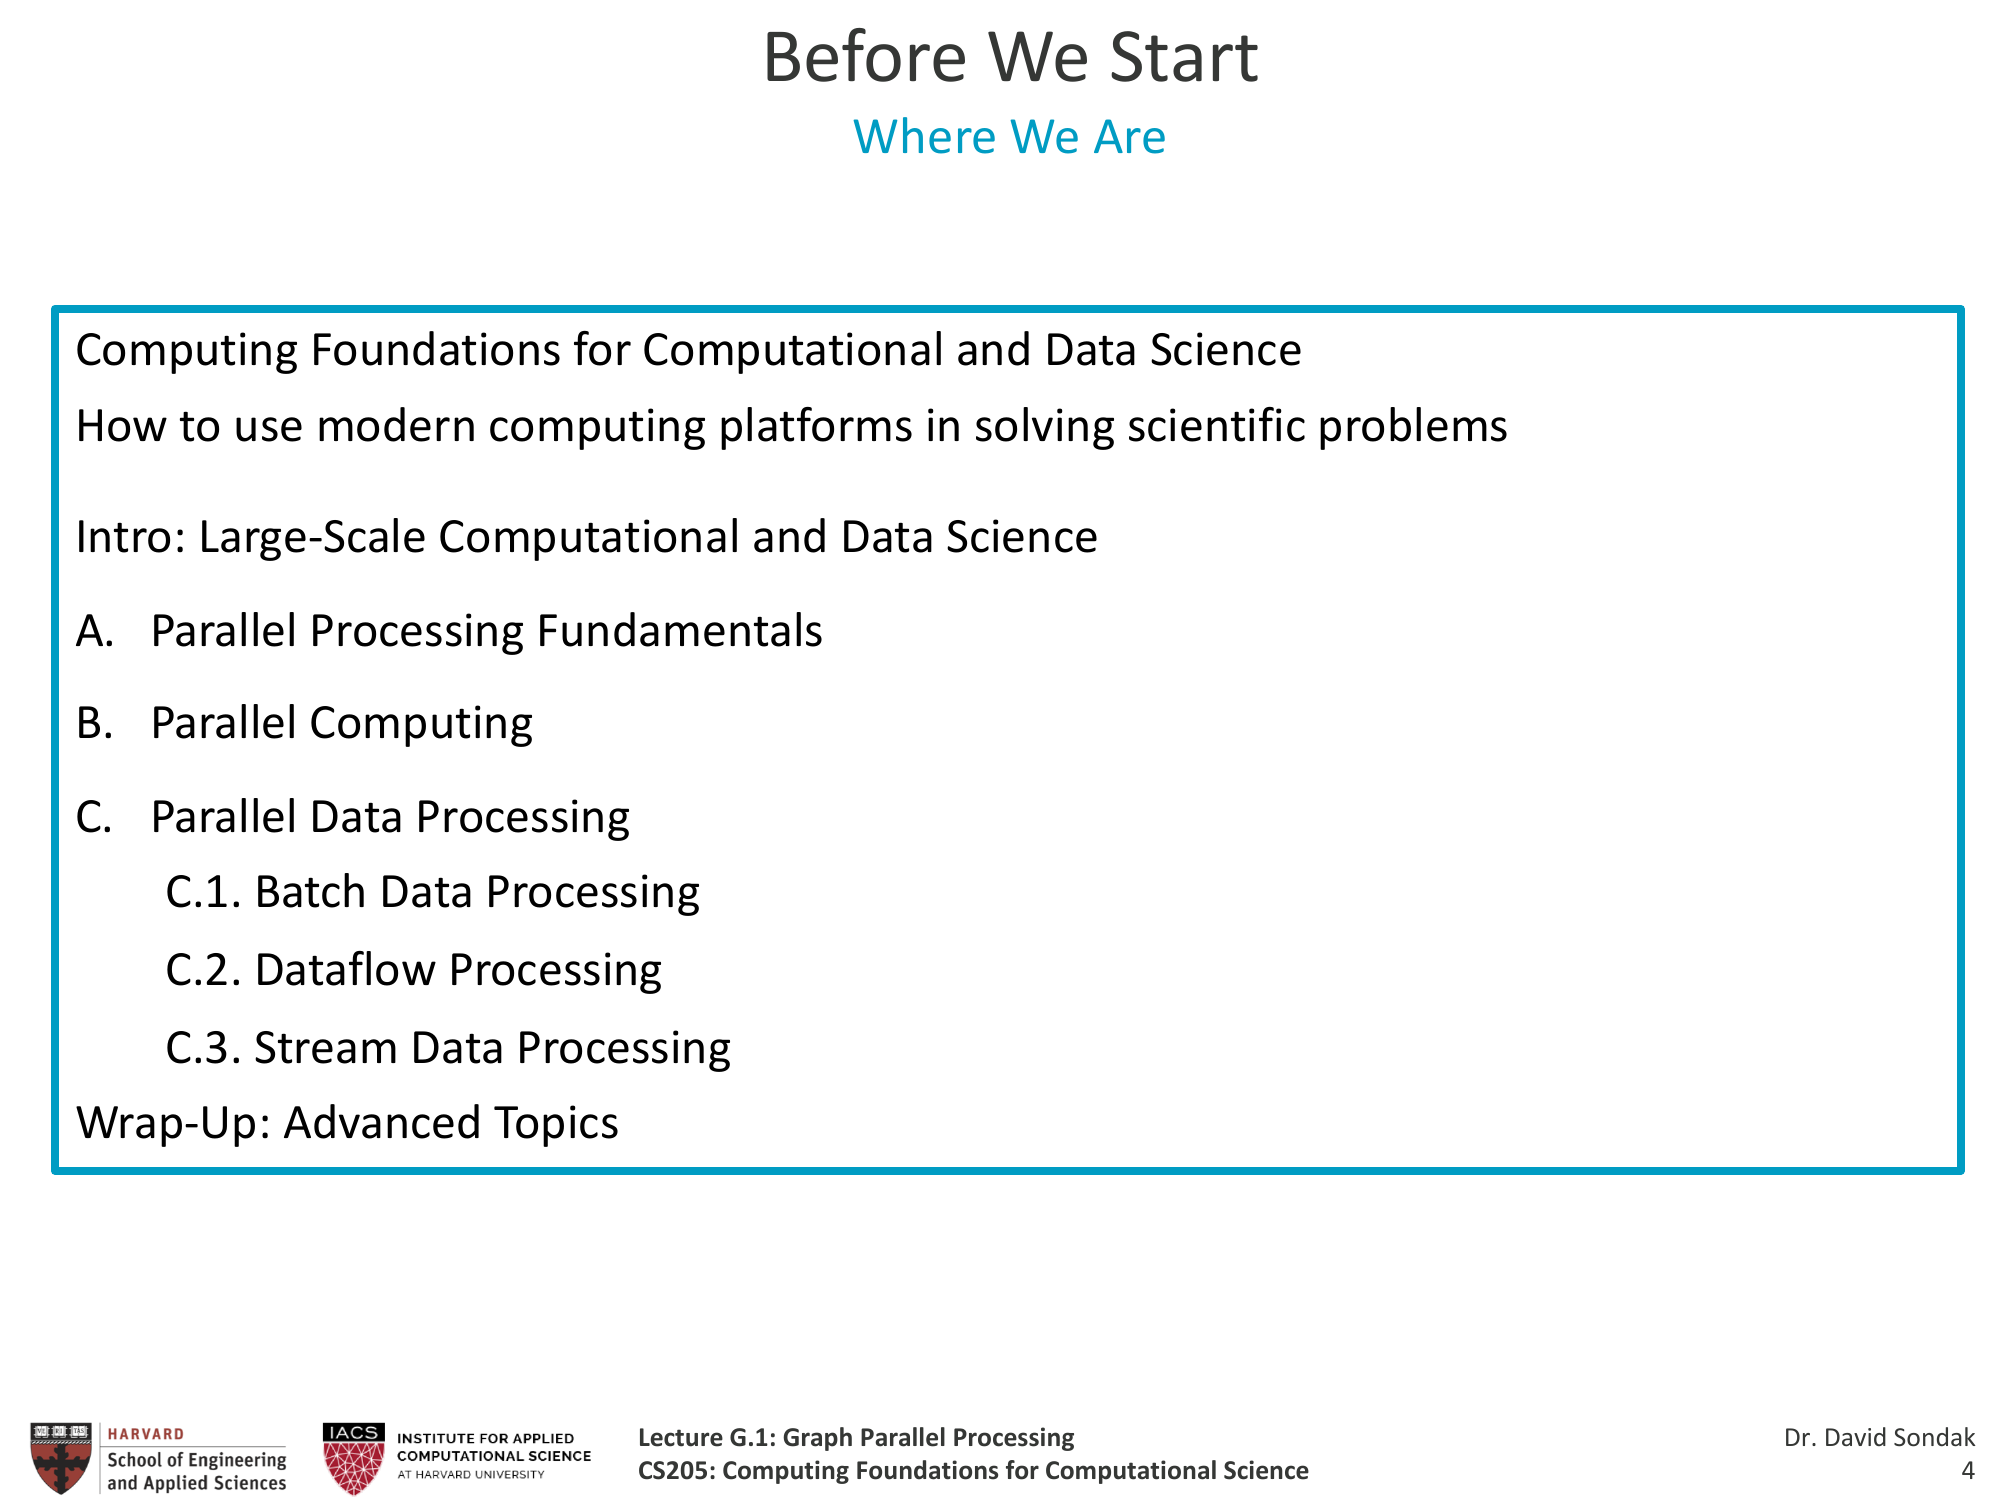 Before We Start
Where We Are
Computing Foundations for Computational and Data Science
How to use modern computing platforms in solving scientific problems
Intro: Large-Scale Computational and Data Science
A. Parallel Processing Fundamentals
B. Parallel Computing
C. Parallel Data Processing
C.1. Batch Data Processing
C.2. Dataflow Processing
C.3. Stream Data Processing
Wrap-Up: Advanced Topics
HARVARD
School of Engineering
and Applied Sciences
IACS
INSTITUTE FOR APPLIED
COMPUTATIONAL SCIENCE
AT HARVARD UNIVERSITY
Lecture G.1: Graph Parallel Processing
CS205: Computing Foundations for Computational Science
Dr. David Sondak
4